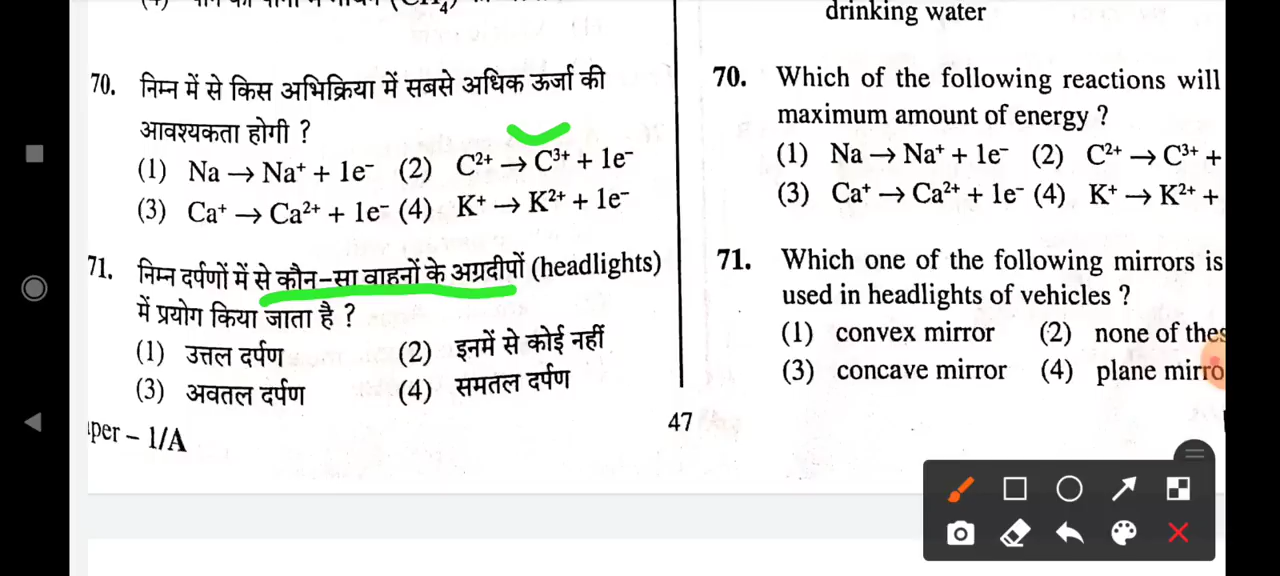 drinking water
70. निम्न में से किस अभिक्रिया में सबसे अधिक ऊर्जा की
आवश्यकता होगी ?
(1) Na → Na⁺ + 1e⁻ (2) C²⁺ → C³⁺ + 1e⁻
(3) Ca⁺ → Ca²⁺ + 1e⁻ (4) K⁺ → K²⁺ + 1e⁻
71. निम्न दर्पणों में से कौन-सा वाहनों के अग्रदीपों (headlights)
में प्रयोग किया जाता है ?
(1) उत्तल दर्पण (2) इनमें से कोई नहीं
(3) अवतल दर्पण (4) समतल दर्पण
per – 1/A
70. Which of the following reactions will
maximum amount of energy ?
(1) Na → Na⁺ + 1e⁻ (2) C²⁺ → C³⁺ +
(3) Ca⁺ → Ca²⁺ + 1e⁻ (4) K⁺ → K²⁺ +
71. Which one of the following mirrors is
used in headlights of vehicles ?
(1) convex mirror (2) none of thes
(3) concave mirror (4) plane mirro
47